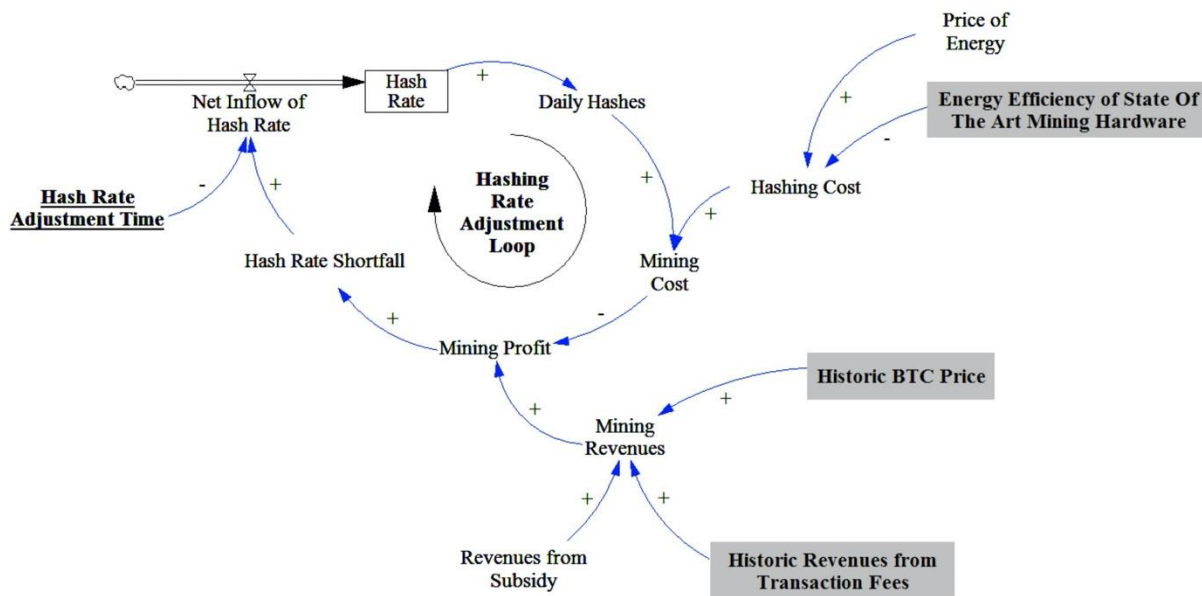 Price of
Energy
Hash
Rate
+
Daily Hashes
Net Inflow of
Hash Rate
+
Energy Efficiency of State Of
The Art Mining Hardware
-
-
+
Hash Rate
Adjustment Time
Hashing
Rate
Adjustment
Loop
+
Hashing Cost
+
Hash Rate Shortfall
Mining
Cost
+
-
Mining Profit
Historic BTC Price
+
+
Mining
Revenues
+
+
Revenues from
Subsidy
Historic Revenues from
Transaction Fees